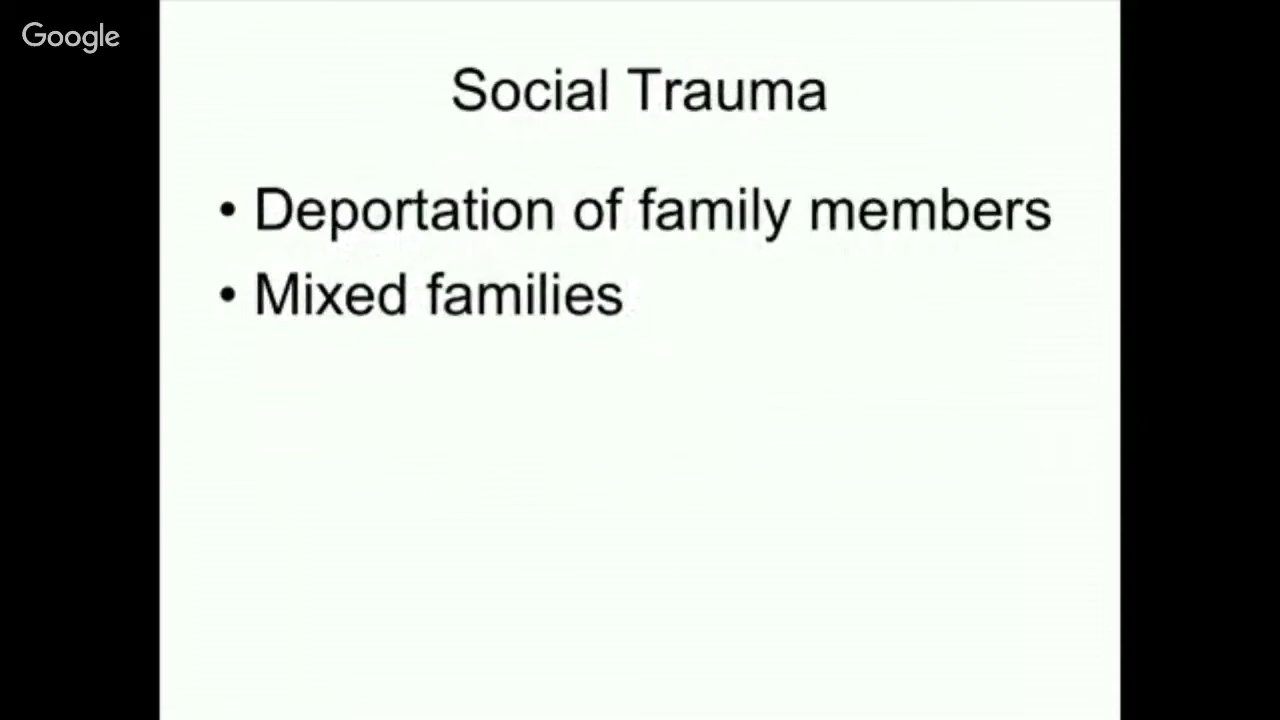 Google
Social Trauma
• Deportation of family members
• Mixed families